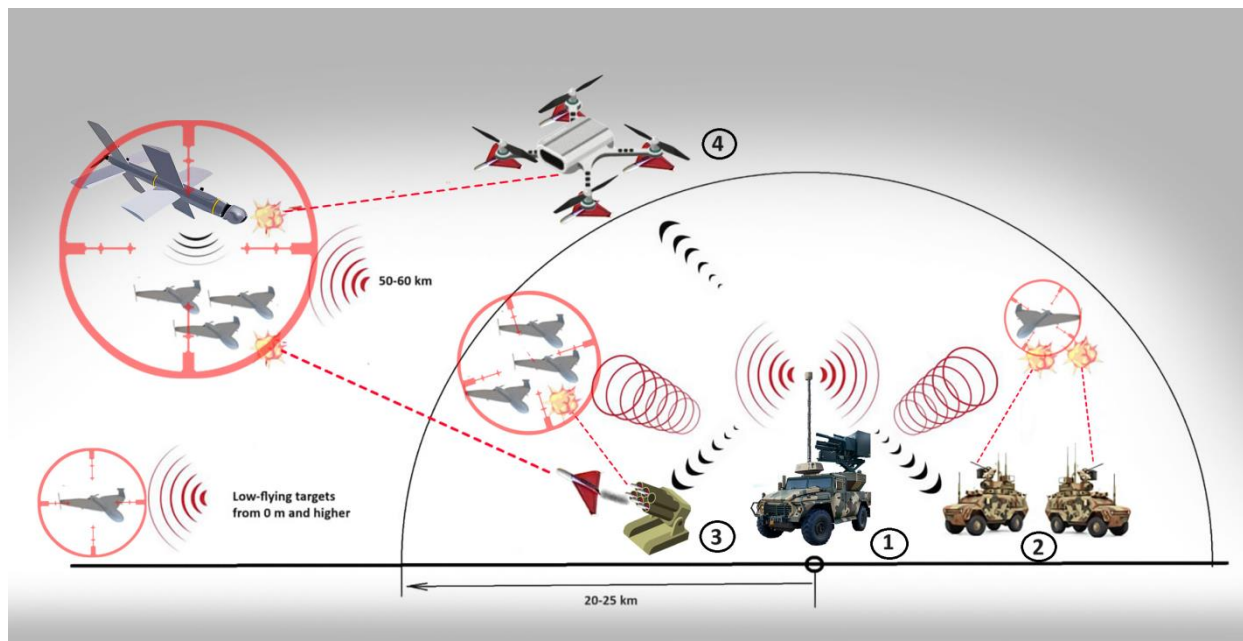 4
50-60 km
Low-flying targets
from 0 m and higher
3
1
2
20-25 km